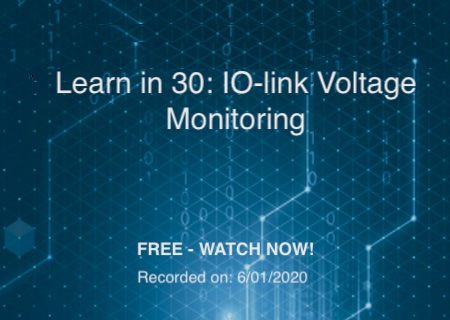 Learn in 30: IO-link Voltage
Monitoring
FREE - WATCH NOW!
Recorded on: 6/01/2020